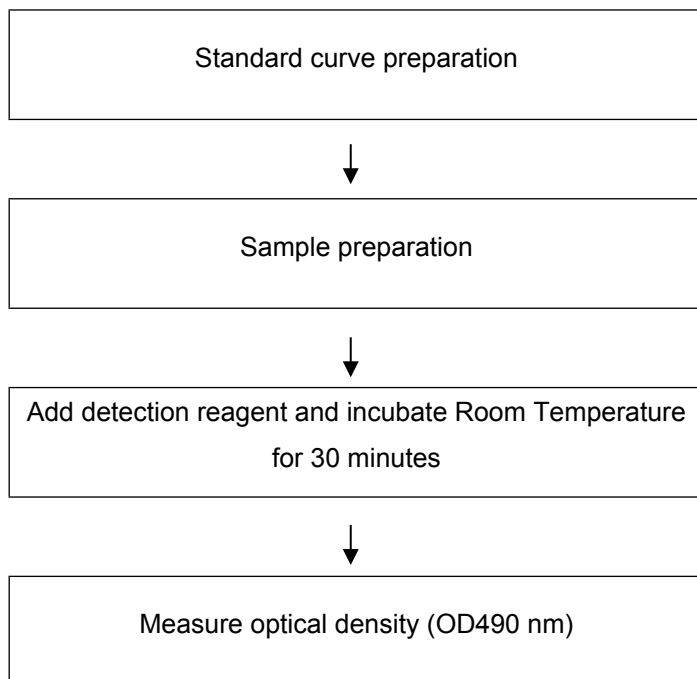 Standard curve preparation
Sample preparation
Add detection reagent and incubate Room Temperature
for 30 minutes
Measure optical density (OD490 nm)